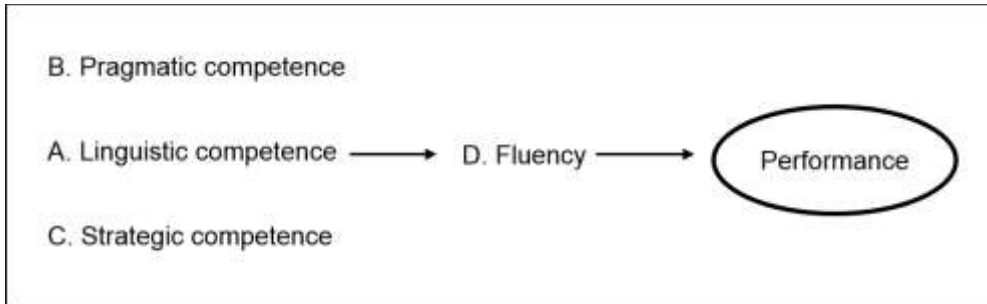 B. Pragmatic competence
A. Linguistic competence D. Fluency Performance
C. Strategic competence